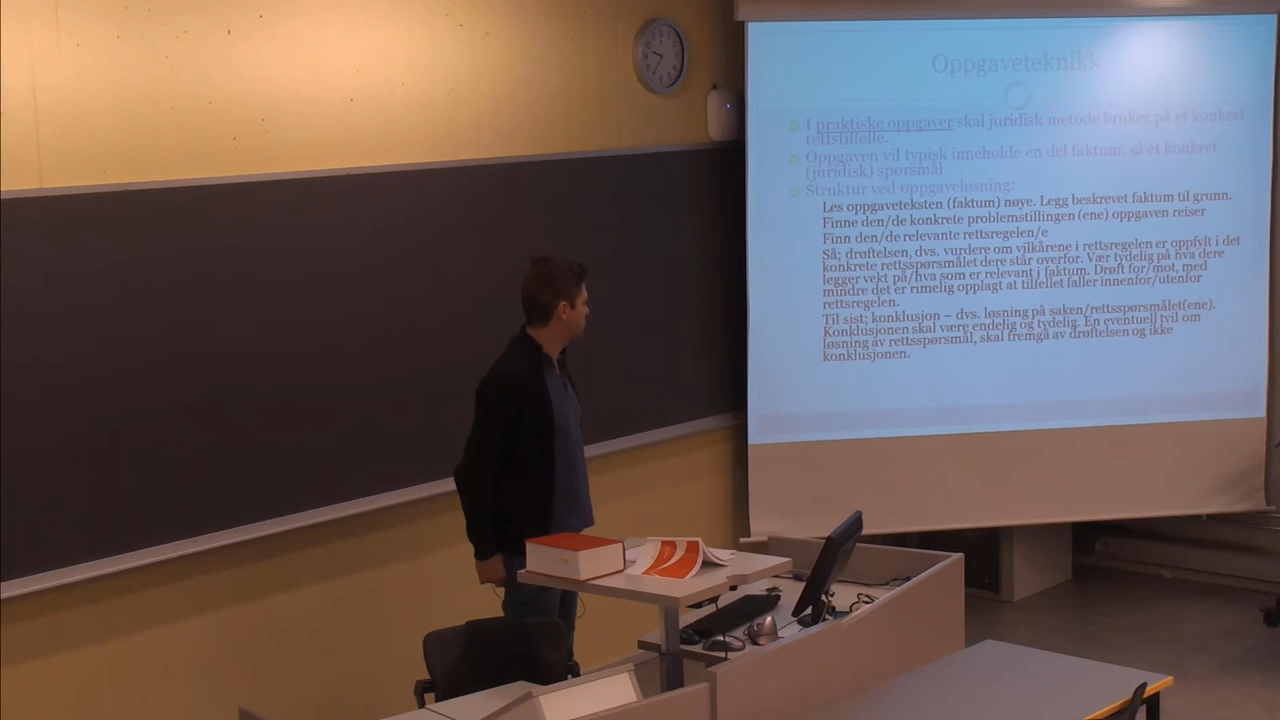 Oppgaveteknikk
I praktiske oppgaver skal juridisk metode brukes på et konkret
rettstilfelle.
Oppgaven vil typisk inneholde en del faktum; så et konkret
(juridisk) spørsmål
Struktur ved oppgaveløsning:
Les oppgaveteksten (faktum) nøye. Legg beskrevet faktum til grunn.
Finne den/de konkrete problemstillingen (ene) oppgaven reiser
Finn den/de relevante rettsregelen/e
Så; drøftelsen, dvs. vurdere om vilkårene i rettsregelen er oppfylt i det
konkrete rettsspørsmålet dere står overfor. Vær tydelig på hva dere
legger vekt på/hva som er relevant i faktum. Drøft for/mot, med
mindre det er rimelig opplagt at tilfellet faller innenfor/utenfor
rettsregelen.
Til sist; konklusjon – dvs. løsning på saken/rettsspørsmålet(ene).
Konklusjonen skal være endelig og tydelig. En eventuell tvil om
løsning av rettsspørsmål, skal fremgå av drøftelsen og ikke
konklusjonen.